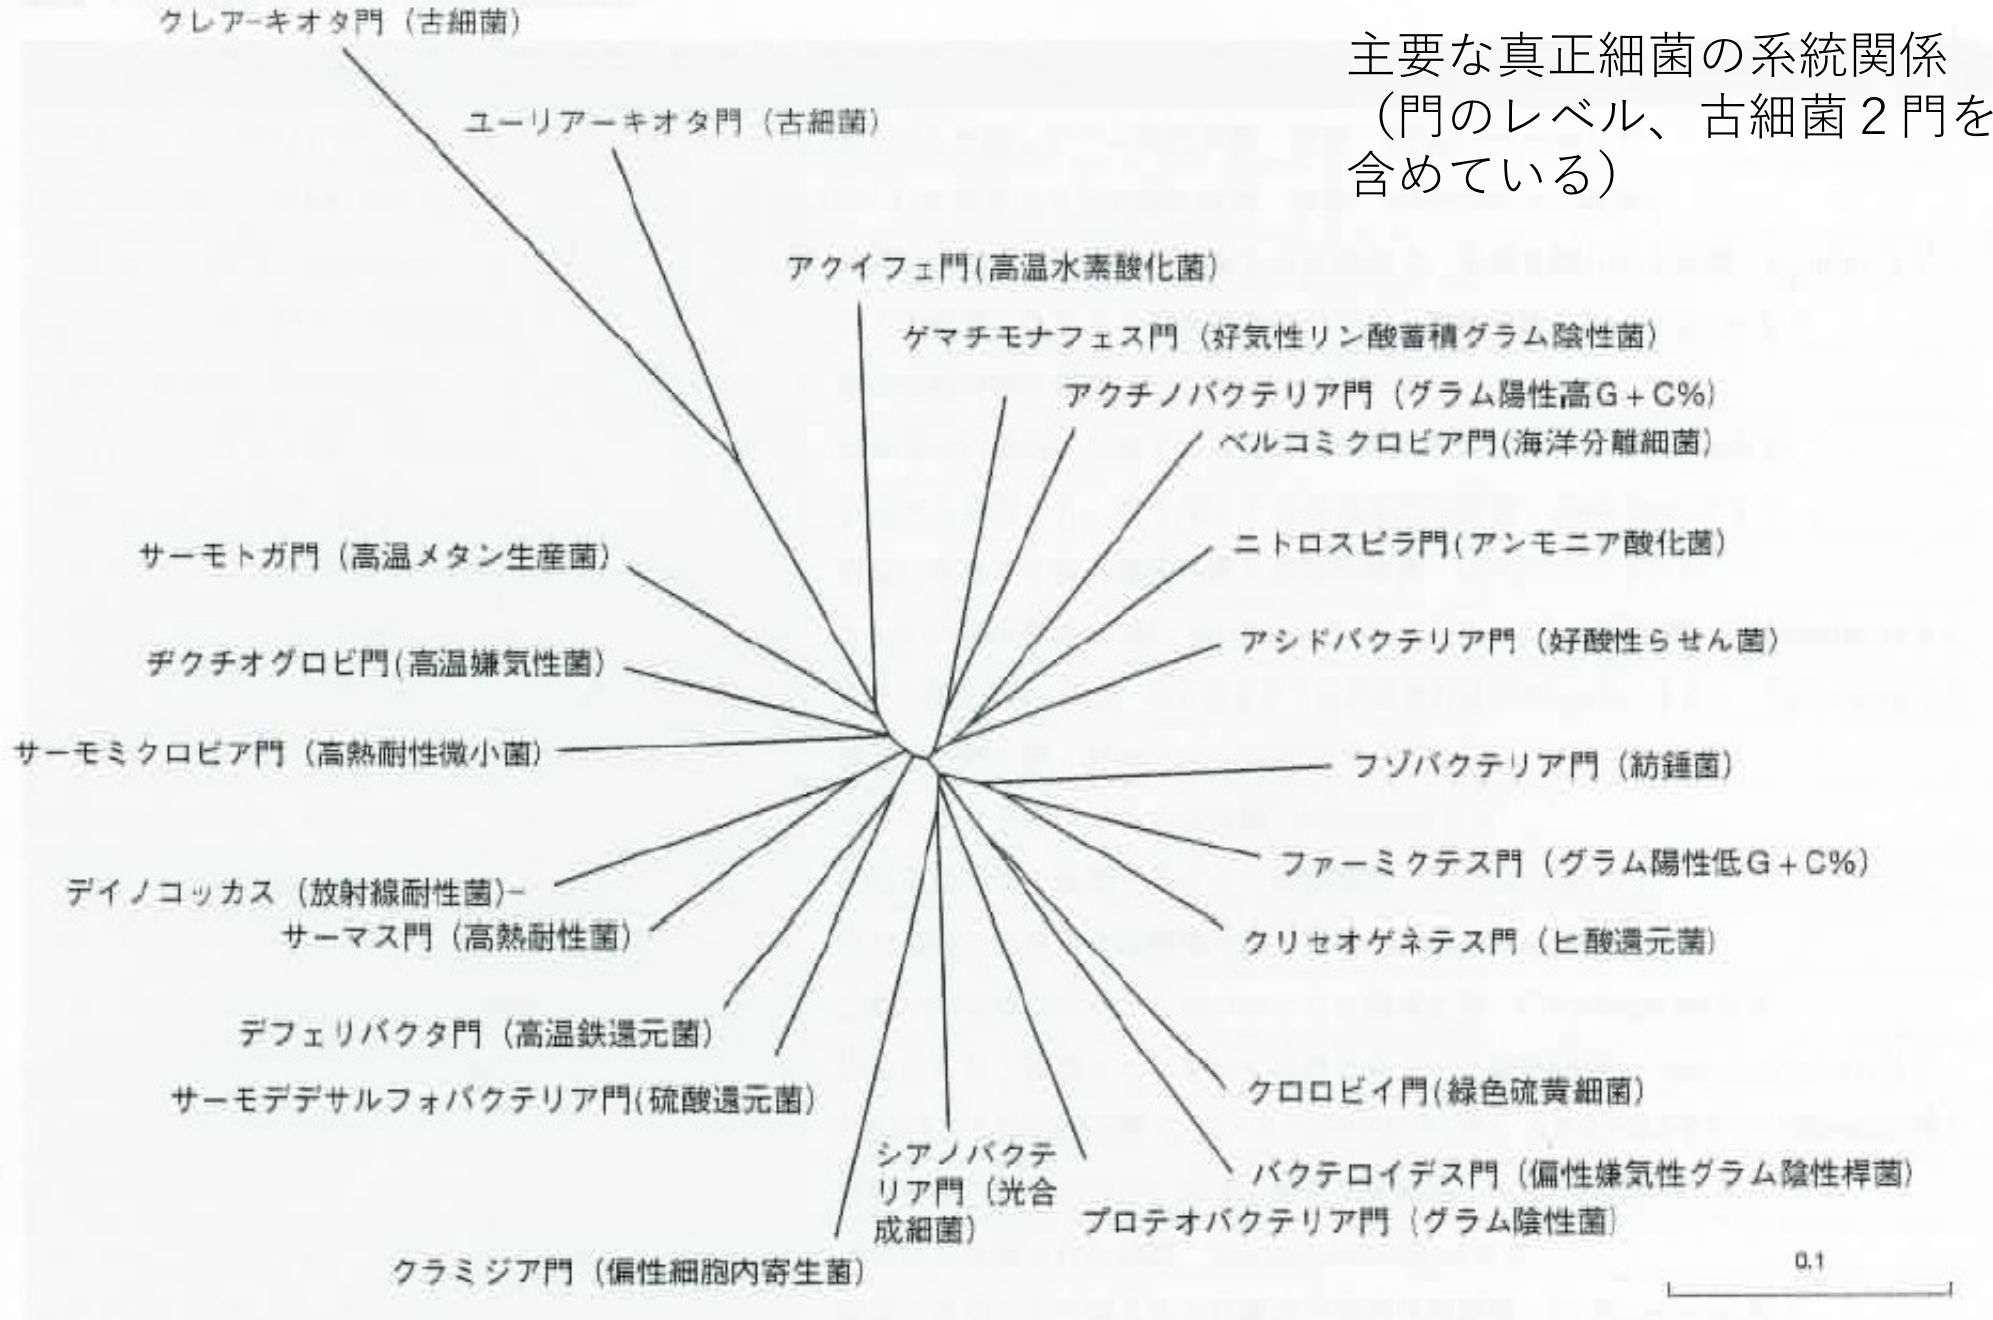 クレアｰキオタ門（古細菌）
主要な真正細菌の系統関係
（門のレベル、古細菌２門を
含めている）
ユーリアーキオタ門（古細菌）
アクイフェ門(高温水素酸化菌)
ゲマチモナフェス門（好気性リン酸蓄積グラム陰性菌）
アクチノバクテリア門（グラム陽性高G＋C%）
ベルコミクロビア門(海洋分離細菌)
ニトロスピラ門(アンモニア酸化菌)
サーモトガ門（高温メタン生産菌）
アシドバクテリア門（好酸性らせん菌）
ヂクチオグロビ門(高温嫌気性菌)
サーモミクロビア門（高熱耐性微小菌）
フゾバクテリア門（紡錘菌）
ファーミクテス門（グラム陽性低G＋C%）
デイノコッカス（放射線耐性菌）−
サーマス門（高熱耐性菌）
クリセオゲネテス門（ヒ酸還元菌）
デフェリバクタ門（高温鉄還元菌）
サーモデデサルフォバクテリア門(硫酸還元菌)
クロロビイ門(緑色硫黄細菌)
シアノバクテ
リア門（光合
成細菌）
バクテロイデス門（偏性嫌気性グラム陰性桿菌）
プロテオバクテリア門（グラム陰性菌）
クラミジア門（偏性細胞内寄生菌）
0.1